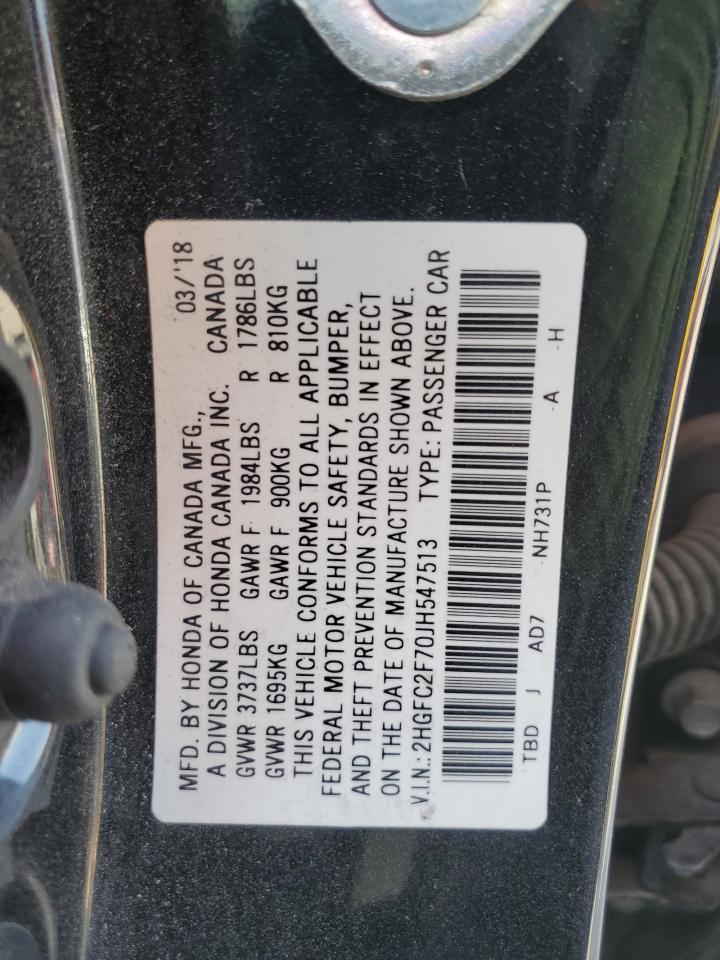 MFD. BY HONDA OF CANADA MFG., 03/'18
A DIVISION OF HONDA CANADA INC. CANADA
GVWR 3737LBS GAWR F 1984LBS R 1786LBS
GVWR 1695KG GAWR F 900KG R 810KG
THIS VEHICLE CONFORMS TO ALL APPLICABLE
FEDERAL MOTOR VEHICLE SAFETY, BUMPER,
AND THEFT PREVENTION STANDARDS IN EFFECT
ON THE DATE OF MANUFACTURE SHOWN ABOVE.
V.I.N.: 2HGFC2F70JH547513 TYPE: PASSENGER CAR
TBD J AD7 -NH731P -A -H